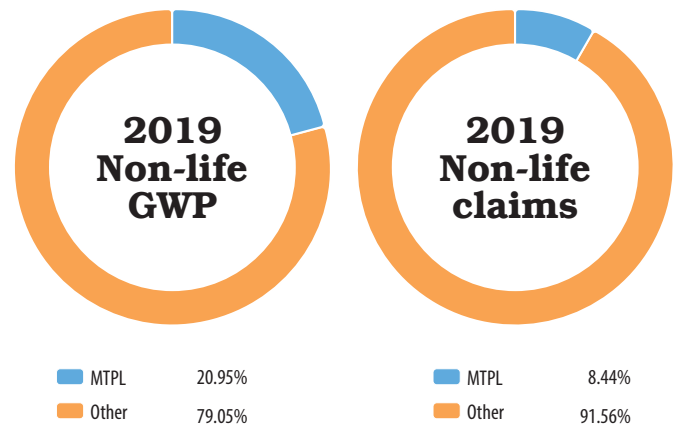 2019
Non-life
GWP
2019
Non-life
claims
MTPL 20.95%
Other 79.05%
MTPL 8.44%
Other 91.56%